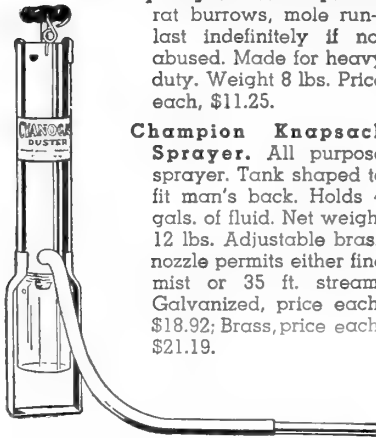 rat burrows, mole run-
last indefinitely if no
abused. Made for heavy
duty. Weight 8 lbs. Price
each, $11.25.
Champion Knapsack
Sprayer. All purpose
sprayer. Tank shaped to
fit man's back. Holds 4
gals. of fluid. Net weigh
12 lbs. Adjustable bras
nozzle permits either fine
mist or 35 ft. stream
Galvanized, price each
$18.92; Brass, price each
$21.19.
DUSTER